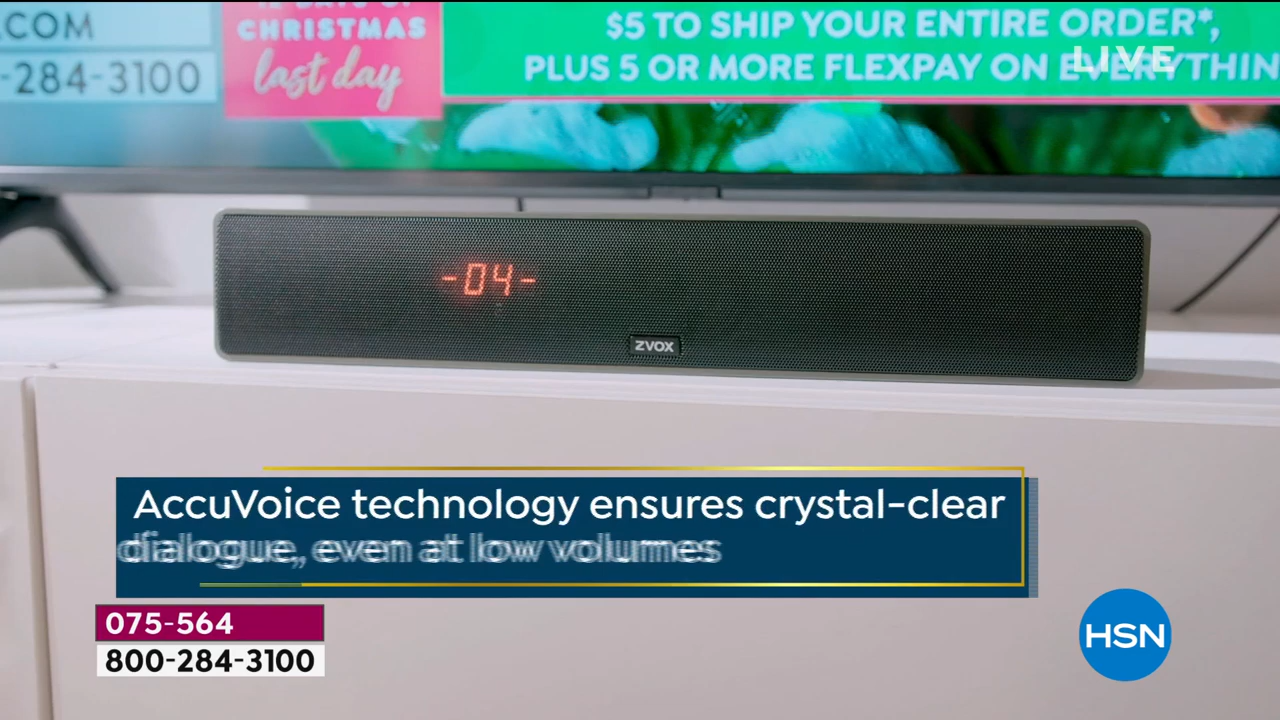 .COM
-284-3100
CHRISTMAS
last day
$5 TO SHIP YOUR ENTIRE ORDER*,
PLUS 5 OR MORE FLEXPAY ON EVERYTHIN
LIVE
-04-
ZVOX
AccuVoice technology ensures crystal-clear
dialogue, even at low volumes
075-564
800-284-3100
HSN